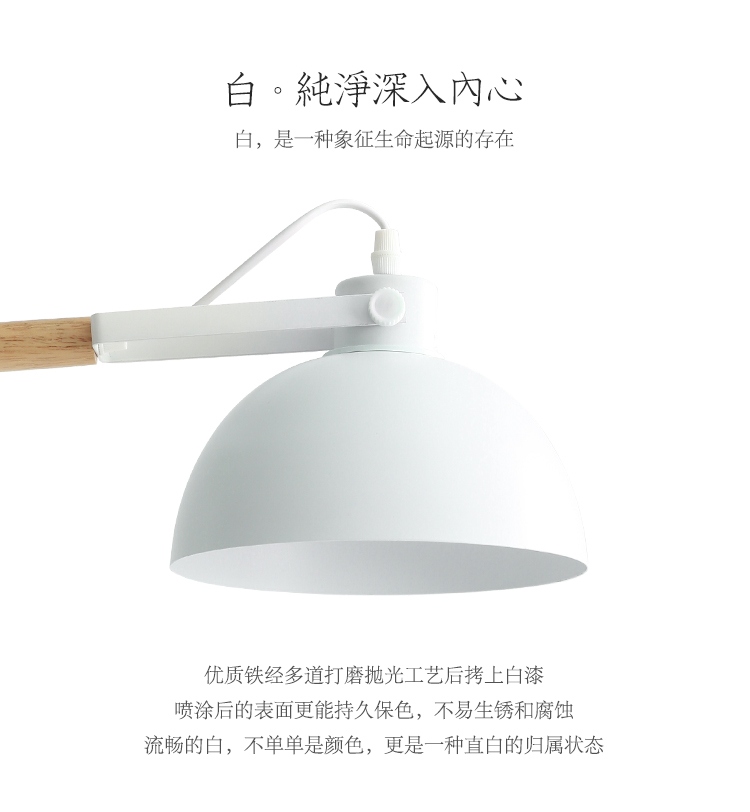 白。純淨深入內心
白，是一种象征生命起源的存在
优质铁经多道打磨抛光工艺后拷上白漆
喷涂后的表面更能持久保色，不易生锈和腐蚀
流畅的白，不单单是颜色，更是一种直白的归属状态